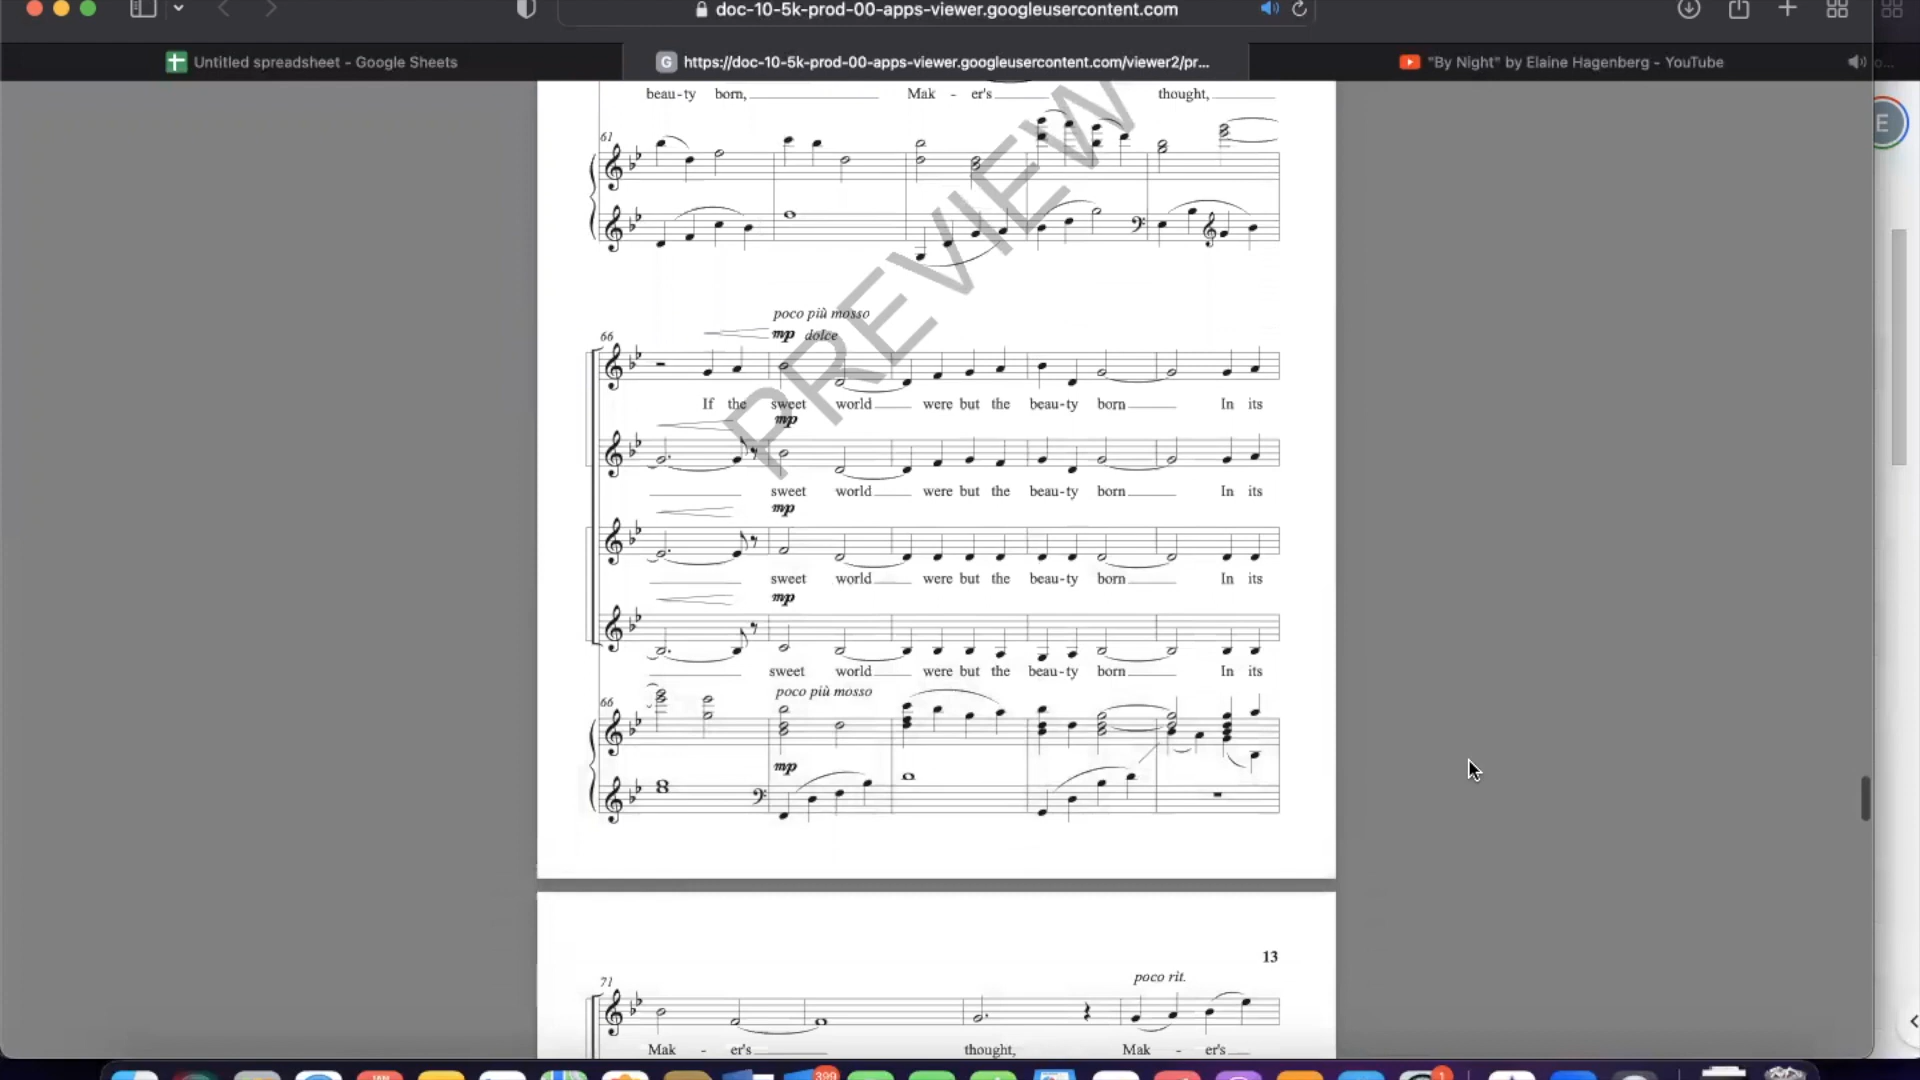 doc-10-5k-prod-00-apps-viewer.googleusercontent.com
Untitled spreadsheet - Google Sheets
G https://doc-10-5k-prod-00-apps-viewer.googleusercontent.com/viewer2/pr...
"By Night" by Elaine Hagenberg - YouTube
E
beau-ty born, Mak - er's thought,
61
PREVIEW
poco più mosso
66 mp dolce
If the sweet world were but the beau-ty born In its
mp
sweet world were but the beau-ty born In its
mp
sweet world were but the beau-ty born In its
mp
sweet world were but the beau-ty born In its
poco più mosso
66
mp
13
poco rit.
71
Mak - er's thought, Mak - er's
JAN
399
1